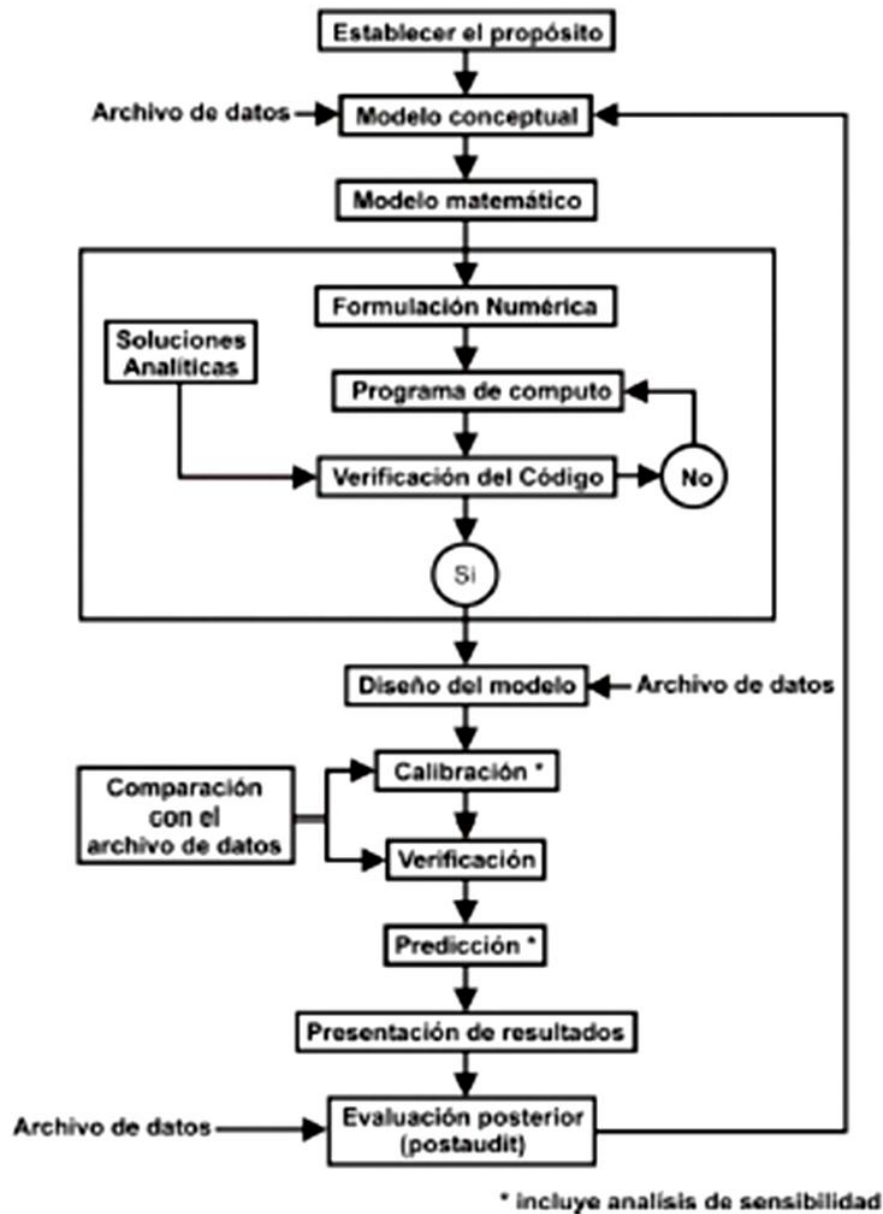 Establecer el propósito
Archivo de datos
Modelo conceptual
Modelo matemático
Formulación Numérica
Soluciones
Analíticas
Programa de computo
Verificación del Código
No
Si
Diseño del modelo
Archivo de datos
Calibración *
Comparación
con el
archivo de datos
Verificación
Predicción *
Presentación de resultados
Archivo de datos
Evaluación posterior
(postaudit)
* incluye analísis de sensibilidad